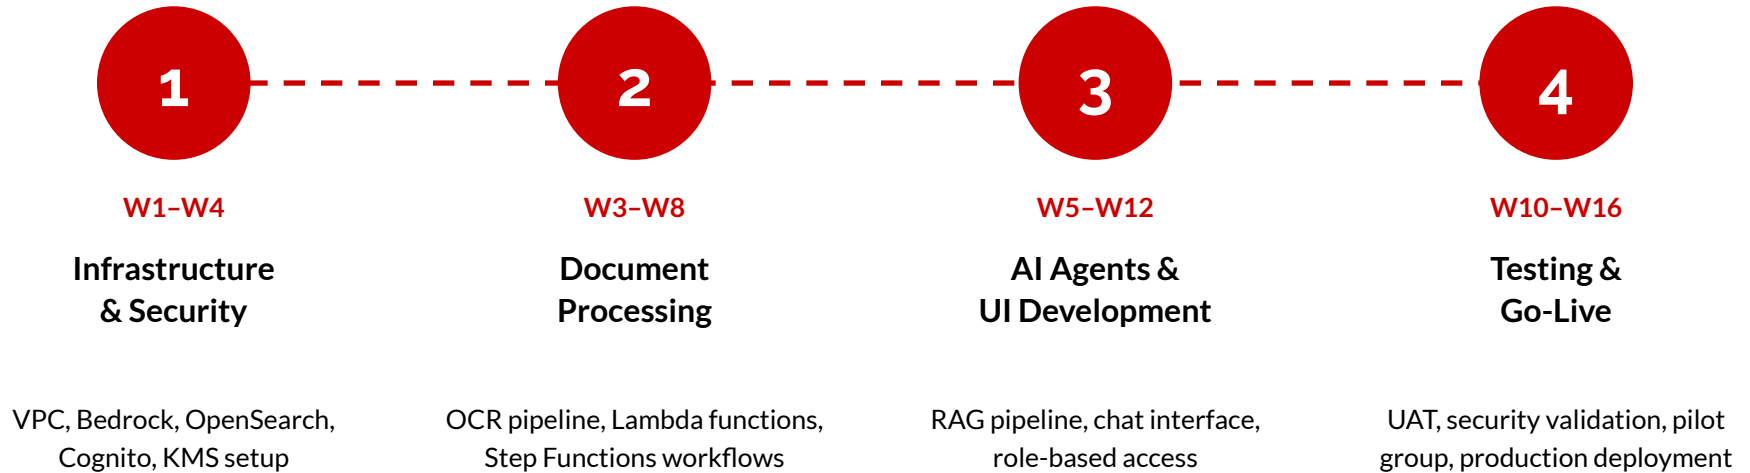 1
W1–W4
Infrastructure
& Security
VPC, Bedrock, OpenSearch,
Cognito, KMS setup
2
W3–W8
Document
Processing
OCR pipeline, Lambda functions,
Step Functions workflows
3
W5–W12
AI Agents &
UI Development
RAG pipeline, chat interface,
role-based access
4
W10–W16
Testing &
Go-Live
UAT, security validation, pilot
group, production deployment